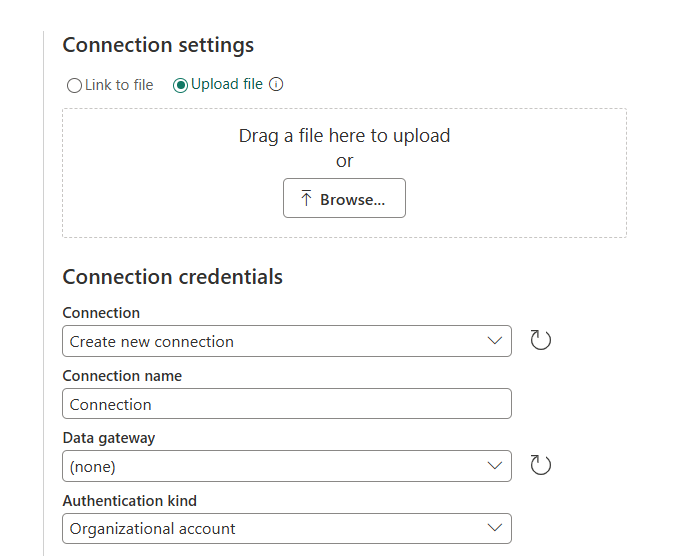 Connection settings
Link to file
Upload file
Drag a file here to upload
or
Browse...
Connection credentials
Connection
Create new connection
Connection name
Connection
Data gateway
(none)
Authentication kind
Organizational account